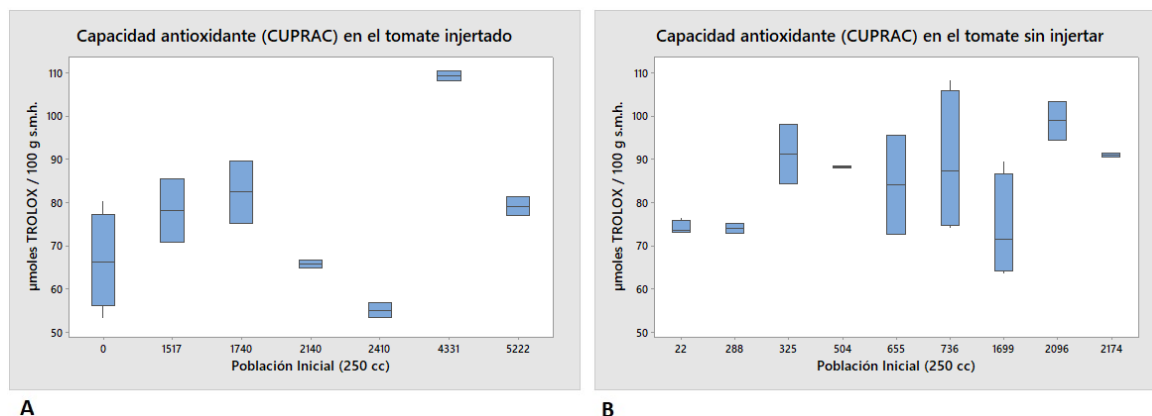 Capacidad antioxidante (CUPRAC) en el tomate injertado
µmoles TROLOX / 100 g s.m.h.
110
100
90
80
70
60
50
0 1517 1740 2140 2410 4331 5222
Población Inicial (250 cc)
A
Capacidad antioxidante (CUPRAC) en el tomate sin injertar
µmoles TROLOX / 100 g s.m.h.
110
100
90
80
70
60
50
22 288 325 504 655 736 1699 2096 2174
Población Inicial (250 cc)
B